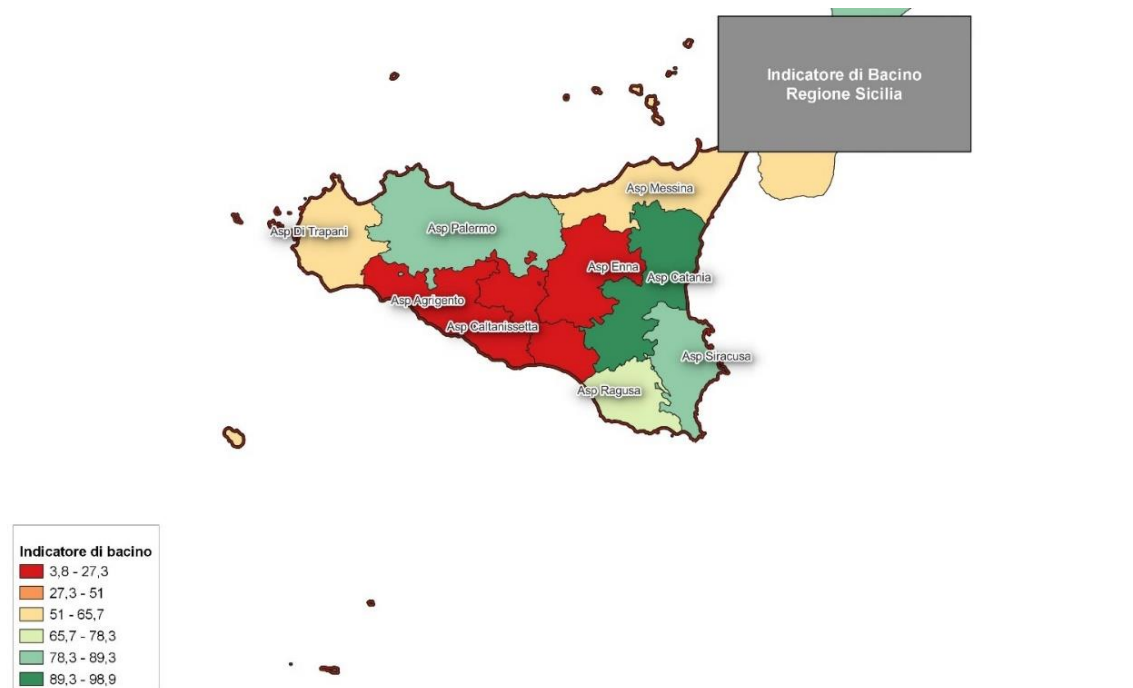 Indicatore di Bacino
Regione Sicilia
Asp Messina
Asp Di Trapani
Asp Palermo
Asp Enna
Asp Catania
Asp Agrigento
Asp Caltanissetta
Asp Siracusa
Asp Ragusa
Indicatore di bacino
3,8 - 27,3
27,3 - 51
51 - 65,7
65,7 - 78,3
78,3 - 89,3
89,3 - 98,9